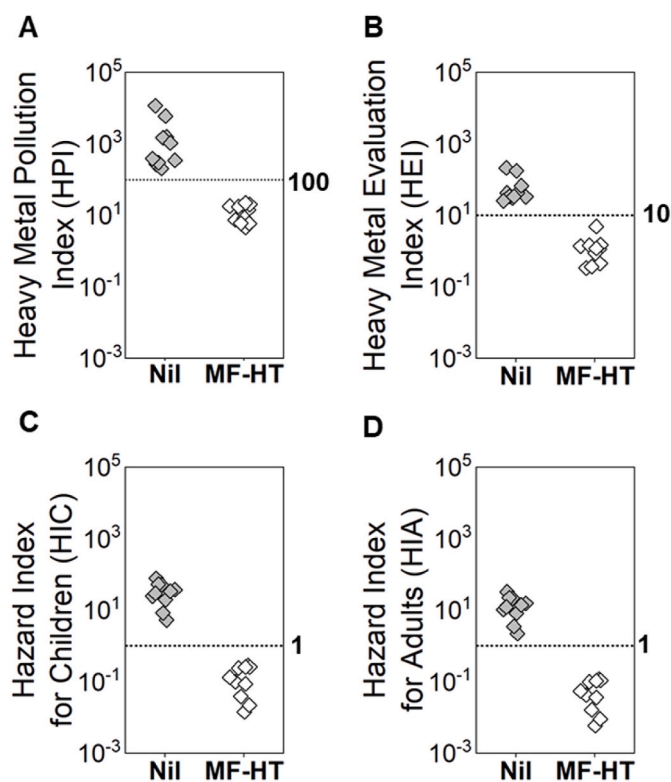 A
Heavy Metal Pollution
Index (HPI)
10^5
10^3
10^1
10^-1
10^-3
100
Nil MF-HT
B
Heavy Metal Evaluation
Index (HEI)
10^5
10^3
10^1
10^-1
10^-3
10
Nil MF-HT
C
Hazard Index
for Children (HIC)
10^5
10^3
10^1
10^-1
10^-3
1
Nil MF-HT
D
Hazard Index
for Adults (HIA)
10^5
10^3
10^1
10^-1
10^-3
1
Nil MF-HT